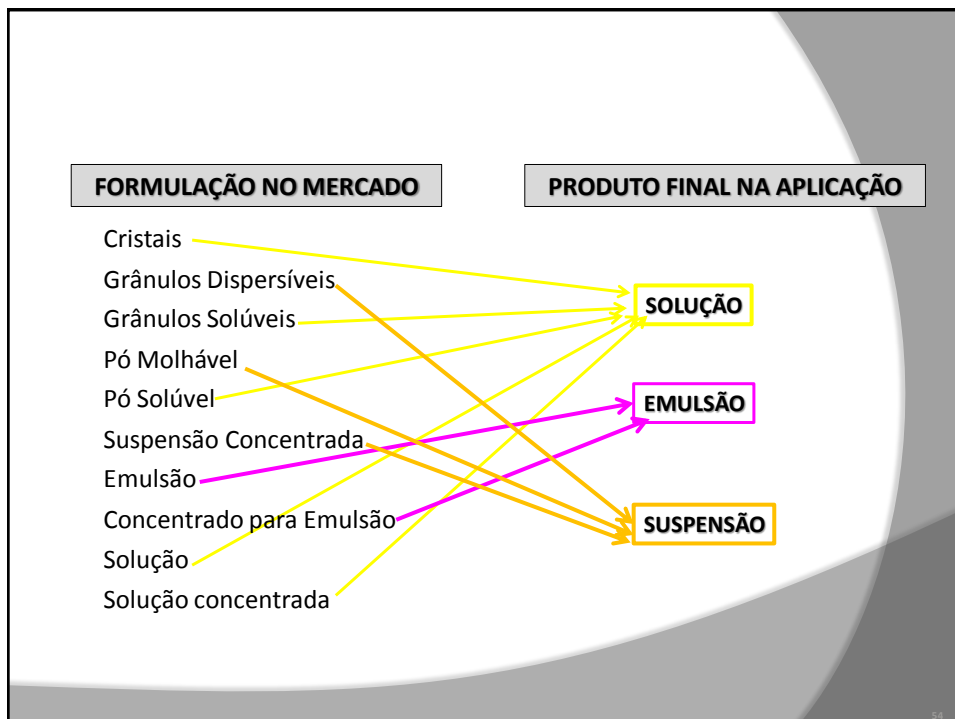 FORMULAÇÃO NO MERCADO
PRODUTO FINAL NA APLICAÇÃO
Cristais
Grânulos Dispersíveis
Grânulos Solúveis
Pó Molhável
Pó Solúvel
Suspensão Concentrada
Emulsão
Concentrado para Emulsão
Solução
Solução concentrada
SOLUÇÃO
EMULSÃO
SUSPENSÃO
54